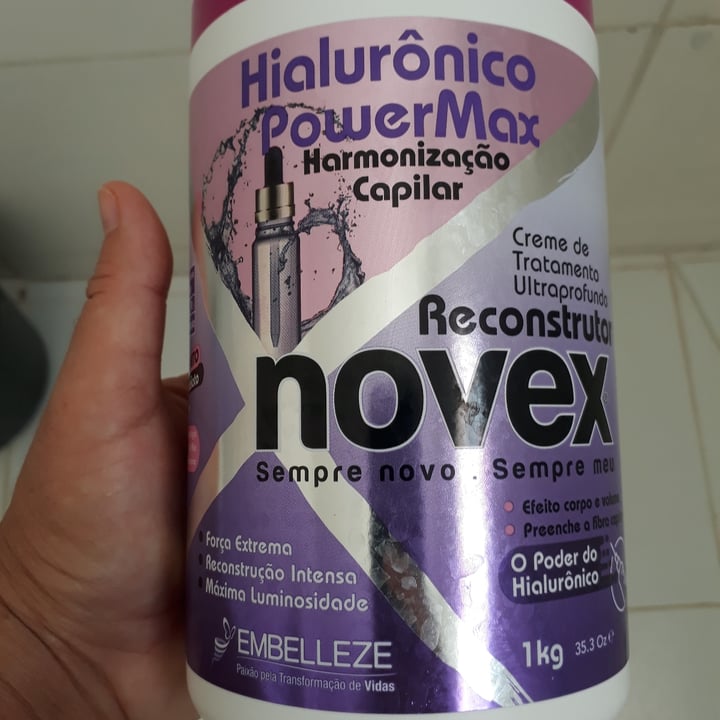 Hialurônico
PowerMax
Harmonização
Capilar
Creme de
Tratamento
Ultraprofundo
Reconstrutor
novex
Sempre novo . Sempre meu
Efeito corpo e volume
Preenche a fibra
O Poder do
Hialurônico
Força Extrema
Reconstrução Intensa
Máxima Luminosidade
EMBELLEZE
Paixão pela Transformação de Vidas
1kg 35.3 Oz